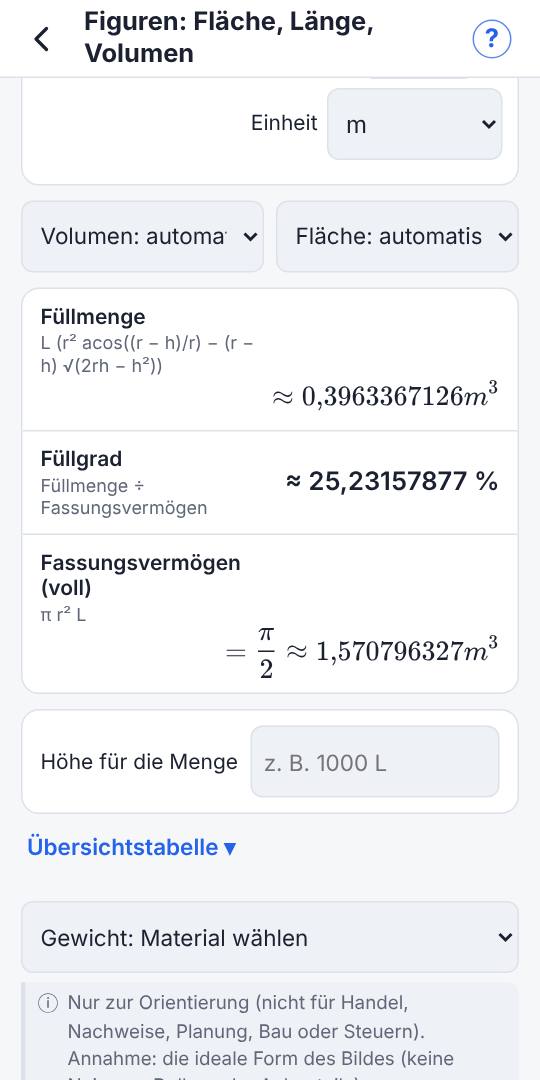 Figuren: Fläche, Länge,
Volumen
?
Einheit
m
Volumen: automa
Fläche: automatis
Füllmenge
L (r² acos((r − h)/r) − (r −
h) √(2rh − h²))
≈ 0,3963367126m³
Füllgrad
Füllmenge ÷
Fassungsvermögen
≈ 25,23157877 %
Fassungsvermögen
(voll)
π r² L
= π/2 ≈ 1,570796327m³
Höhe für die Menge
z. B. 1000 L
Übersichtstabelle ▾
Gewicht: Material wählen
ⓘ Nur zur Orientierung (nicht für Handel,
Nachweise, Planung, Bau oder Steuern).
Annahme: die ideale Form des Bildes (keine